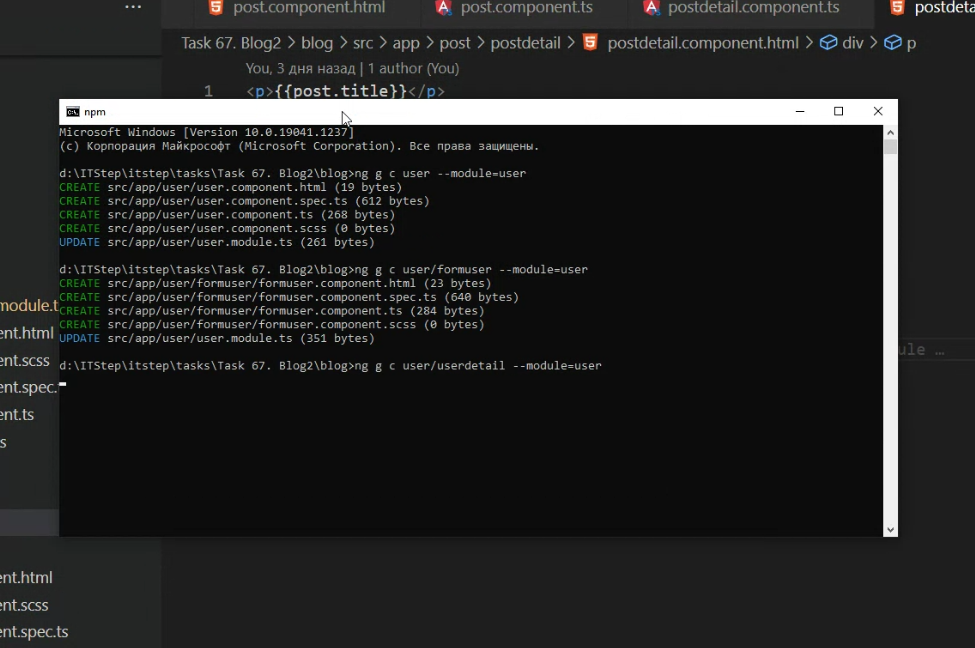 ...
post.component.html
post.component.ts
postdetail.component.ts
postdeta
Task 67. Blog2 > blog > src > app > post > postdetail > postdetail.component.html > div > p
You, 3 дня назад | 1 author (You)
1 <p>{{post.title}}</p>
npm
Microsoft Windows [Version 10.0.19041.1237]
(c) Корпорация Майкрософт (Microsoft Corporation). Все права защищены.
d:\ITStep\itstep\tasks\Task 67. Blog2\blog>ng g c user --module=user
CREATE src/app/user/user.component.html (19 bytes)
CREATE src/app/user/user.component.spec.ts (612 bytes)
CREATE src/app/user/user.component.ts (268 bytes)
CREATE src/app/user/user.component.scss (0 bytes)
UPDATE src/app/user/user.module.ts (261 bytes)
d:\ITStep\itstep\tasks\Task 67. Blog2\blog>ng g c user/formuser --module=user
CREATE src/app/user/formuser/formuser.component.html (23 bytes)
CREATE src/app/user/formuser/formuser.component.spec.ts (640 bytes)
CREATE src/app/user/formuser/formuser.component.ts (284 bytes)
CREATE src/app/user/formuser/formuser.component.scss (0 bytes)
UPDATE src/app/user/user.module.ts (351 bytes)
d:\ITStep\itstep\tasks\Task 67. Blog2\blog>ng g c user/userdetail --module=user
module.t
ent.html
ent.scss
ent.spec.
ent.ts
s
ule ...
ent.html
ent.scss
ent.spec.ts